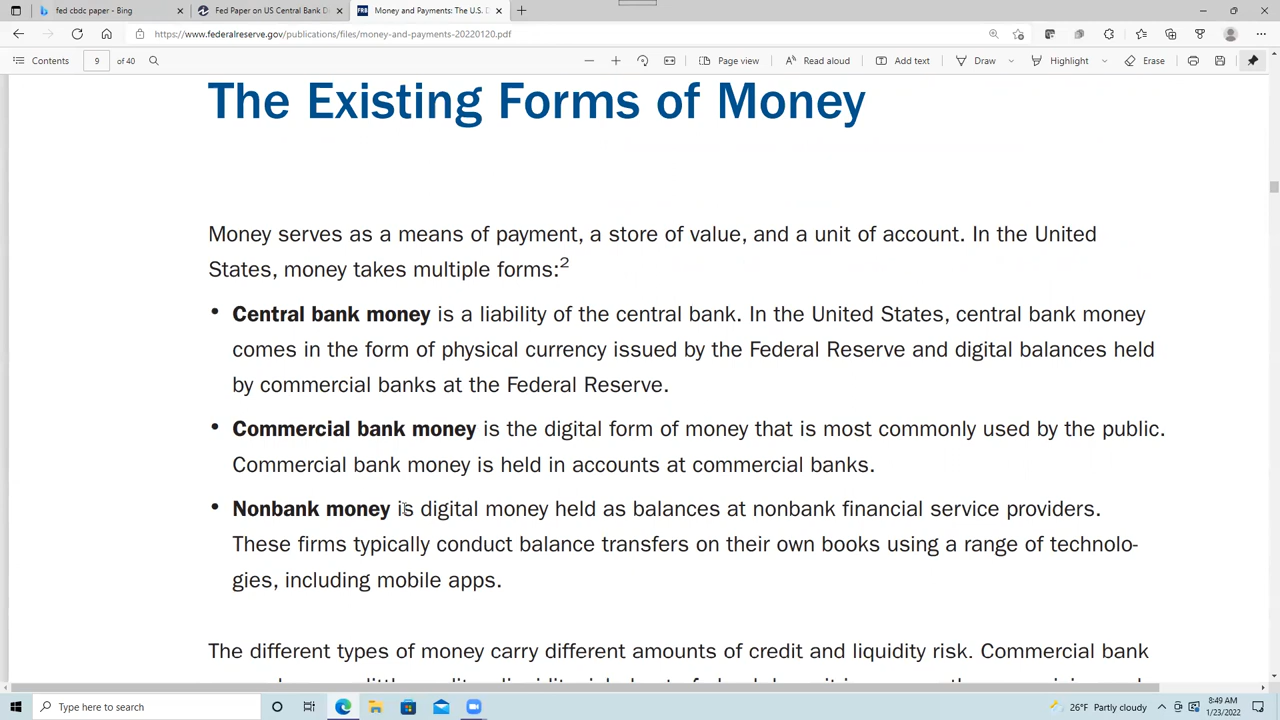 fed cbdc paper - Bing
Fed Paper on US Central Bank D
FRB
Money and Payments: The U.S. D
https://www.federalreserve.gov/publications/files/money-and-payments-20220120.pdf
Contents 9 of 40 Page view Read aloud Add text Draw Highlight Erase
The Existing Forms of Money
Money serves as a means of payment, a store of value, and a unit of account. In the United
States, money takes multiple forms:2
• Central bank money is a liability of the central bank. In the United States, central bank money
comes in the form of physical currency issued by the Federal Reserve and digital balances held
by commercial banks at the Federal Reserve.
• Commercial bank money is the digital form of money that is most commonly used by the public.
Commercial bank money is held in accounts at commercial banks.
• Nonbank money is digital money held as balances at nonbank financial service providers.
These firms typically conduct balance transfers on their own books using a range of technolo-
gies, including mobile apps.
The different types of money carry different amounts of credit and liquidity risk. Commercial bank
Type here to search
26°F Partly cloudy
8:49 AM
1/23/2022